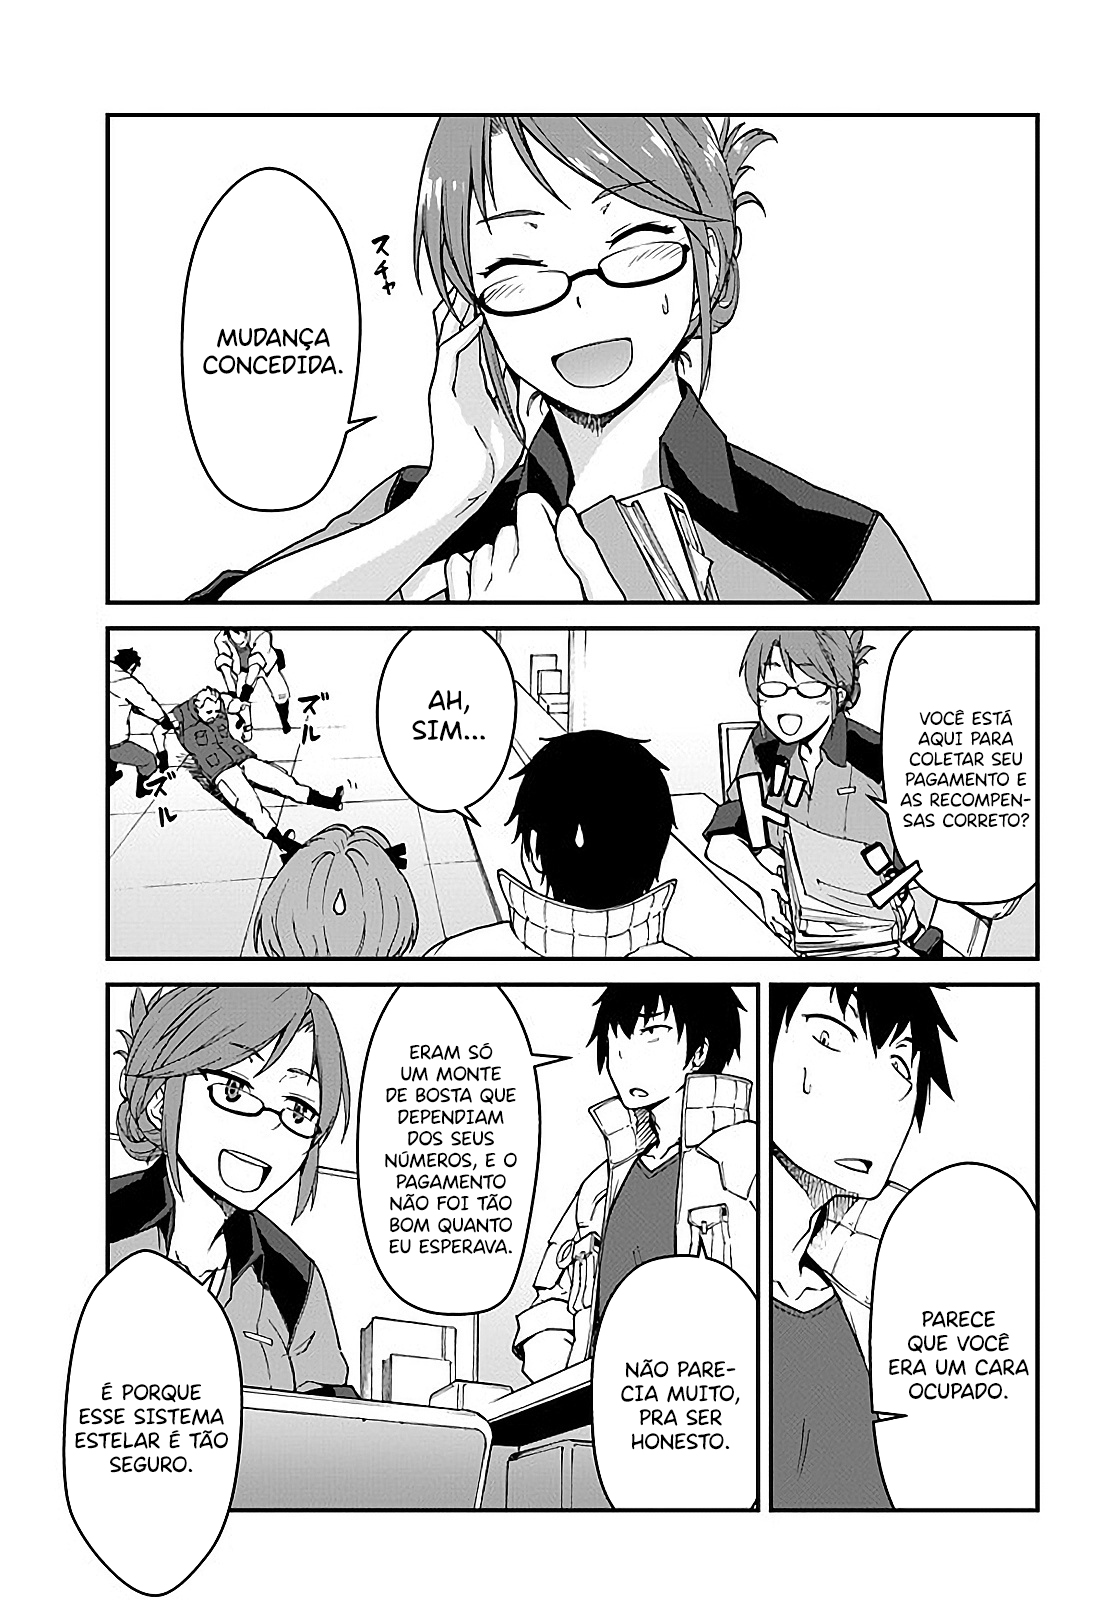 MUDANÇA
CONCEDIDA.
スチャ
VOCÊ ESTÁ
AQUI PARA
COLETAR SEU
PAGAMENTO E
AS RECOMPEN-
SAS CORRETO?
AH,
SIM...
ズル
ズル
PARECE
QUE VOCÊ
ERA UM CARA
OCUPADO.
NÃO PARE-
CIA MUITO,
PRA SER
HONESTO.
ERAM SÓ
UM MONTE
DE BOSTA QUE
DEPENDIAM
DOS SEUS
NÚMEROS, E O
PAGAMENTO
NÃO FOI TÃO
BOM QUANTO
EU ESPERAVA.
É PORQUE
ESSE SISTEMA
ESTELAR É TÃO
SEGURO.